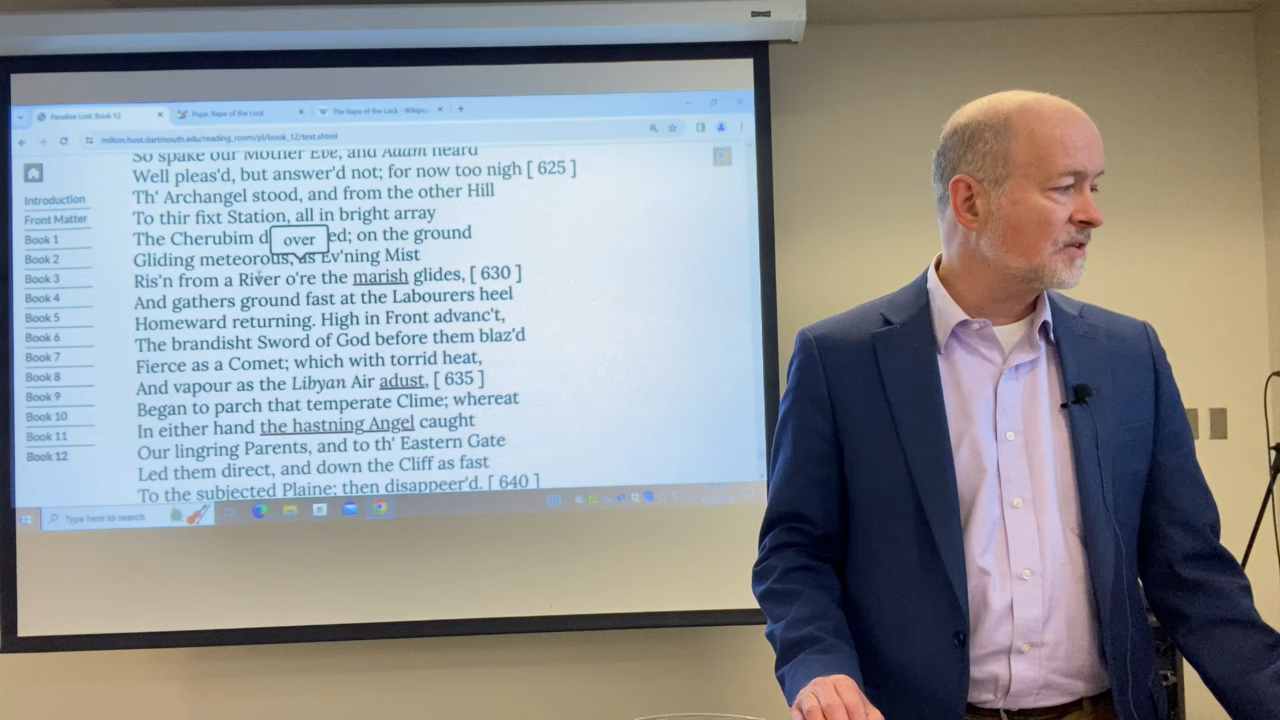 Paradise Lost: Book 12
Pope, Rape of the Lock
The Rape of the Lock - Wikipe
milton.host.dartmouth.edu/reading_room/pl/book_12/text.shtml
Introduction
Front Matter
Book 1
Book 2
Book 3
Book 4
Book 5
Book 6
Book 7
Book 8
Book 9
Book 10
Book 11
Book 12
So spake our Mother Eve, and Adam heard
Well pleas'd, but answer'd not; for now too nigh [ 625 ]
Th' Archangel stood, and from the other Hill
To thir fixt Station, all in bright array
The Cherubim d ed; on the ground
over
Gliding meteorous, as Ev'ning Mist
Ris'n from a River o're the marish glides, [ 630 ]
And gathers ground fast at the Labourers heel
Homeward returning. High in Front advanc't,
The brandisht Sword of God before them blaz'd
Fierce as a Comet; which with torrid heat,
And vapour as the Libyan Air adust, [ 635 ]
Began to parch that temperate Clime; whereat
In either hand the hastning Angel caught
Our lingring Parents, and to th' Eastern Gate
Led them direct, and down the Cliff as fast
To the subjected Plaine; then disappeer'd. [ 640 ]
Type here to search